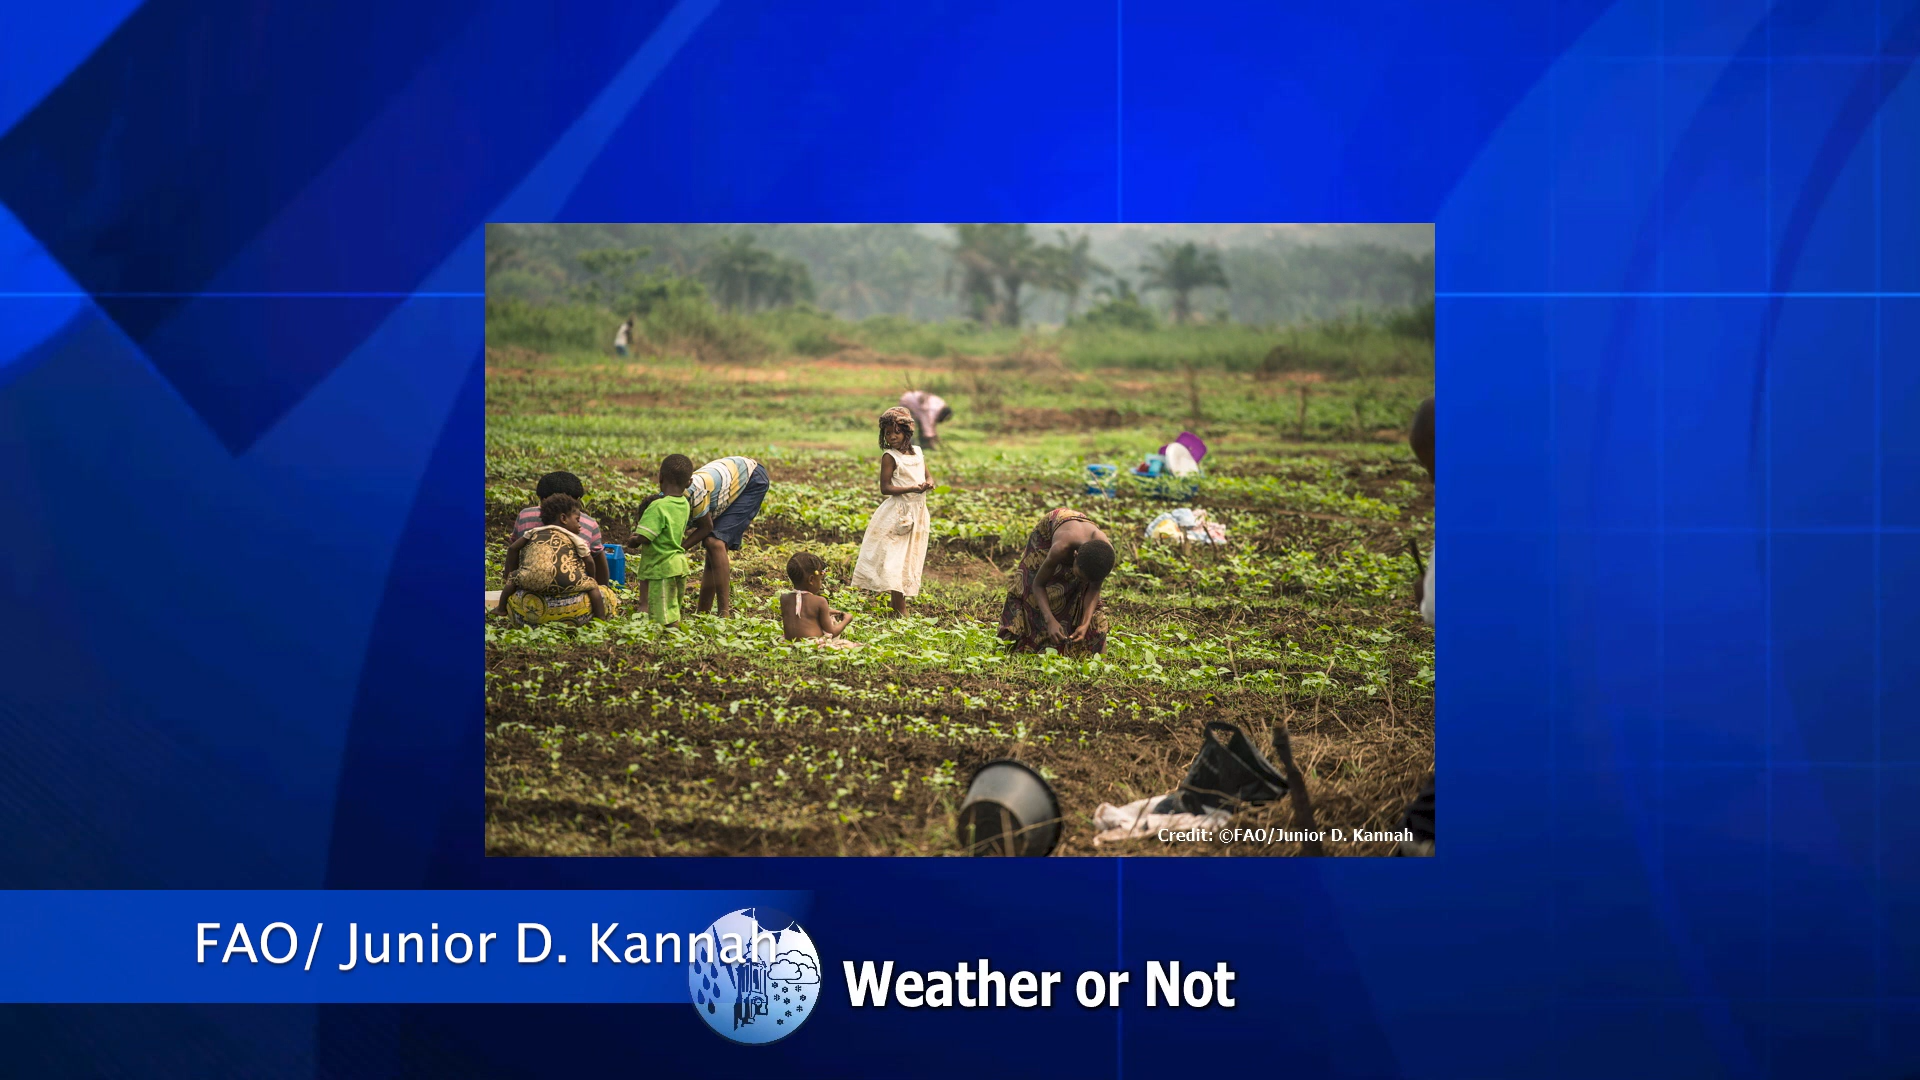 Credit: ©FAO/Junior D. Kannah
FAO/ Junior D. Kannah
Weather or Not